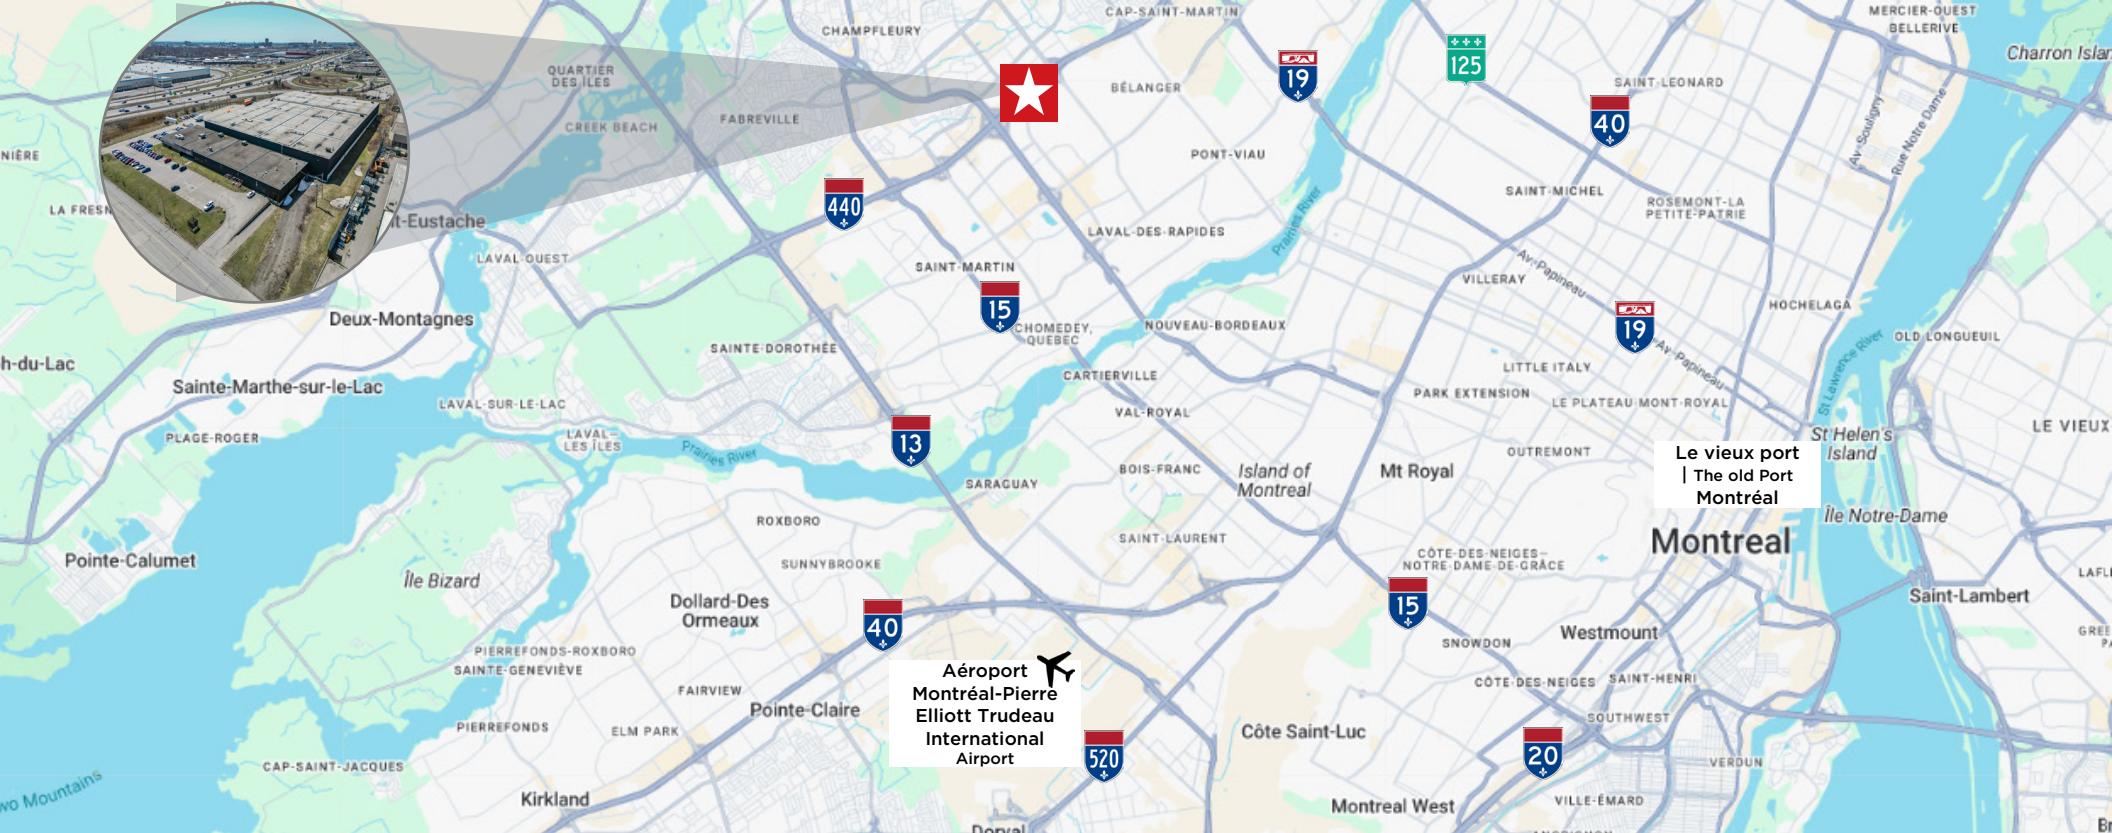 CAP-SAINT-MARTIN
MERCIER-OUEST
BELLERIVE
CHAMPFLEURY
Charron Islan
QUARTIER
DES ÎLES
BÉLANGER
19
125
SAINT-LEONARD
40
CREEK BEACH
FABREVILLE
Av. Souligny
Rue Notre Dame
NIÈRE
PONT-VIAU
SAINT-MICHEL
ROSEMONT-LA
PETITE-PATRIE
LA FRESN
440
t-Eustache
LAVAL-DES-RAPIDES
Prairies River
LAVAL-OUEST
SAINT-MARTIN
Av. Papineau
VILLERAY
15
HOCHELAGA
Deux-Montagnes
CHOMEDEY,
QUEBEC
NOUVEAU-BORDEAUX
19
OLD LONGUEUIL
SAINTE-DOROTHÉE
Av. Papineau
St Lawrence River
h-du-Lac
LITTLE ITALY
Sainte-Marthe-sur-le-Lac
CARTIERVILLE
PARK EXTENSION
LE PLATEAU-MONT-ROYAL
LAVAL-SUR-LE-LAC
VAL-ROYAL
PLAGE-ROGER
LAVAL-
LES ÎLES
Prairies River
13
LE VIEUX
St Helen's
Island
OUTREMONT
Le vieux port
| The old Port
Montréal
BOIS-FRANC
Island of
Montreal
Mt Royal
SARAGUAY
ROXBORO
Île Notre-Dame
SAINT-LAURENT
Montreal
Pointe-Calumet
SUNNYBROOKE
CÔTE-DES-NEIGES-
NOTRE-DAME-DE-GRÂCE
Île Bizard
LAFL
Dollard-Des
Ormeaux
15
Saint-Lambert
40
SNOWDON
Westmount
GREE
PIERREFONDS-ROXBORO
SAINTE-GENEVIÈVE
Aéroport
Montréal-Pierre
Elliott Trudeau
International
Airport
CÔTE-DES-NEIGES
SAINT-HENRI
FAIRVIEW
Pointe-Claire
SOUTHWEST
PIERREFONDS
ELM PARK
Côte Saint-Luc
520
20
VERDUN
CAP-SAINT-JACQUES
wo Mountains
Kirkland
Montreal West
VILLE-ÉMARD
Dorval
Br